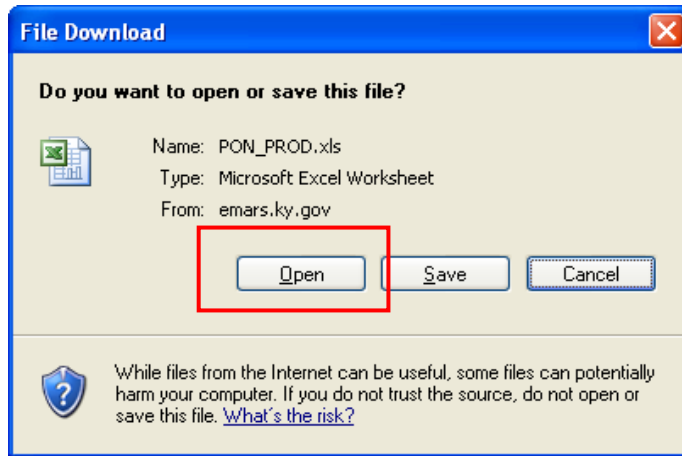 File Download
Do you want to open or save this file?
Name: PON_PROD.xls
Type: Microsoft Excel Worksheet
From: emars.ky.gov
Open Save Cancel
While files from the Internet can be useful, some files can potentially
harm your computer. If you do not trust the source, do not open or
save this file. What's the risk?